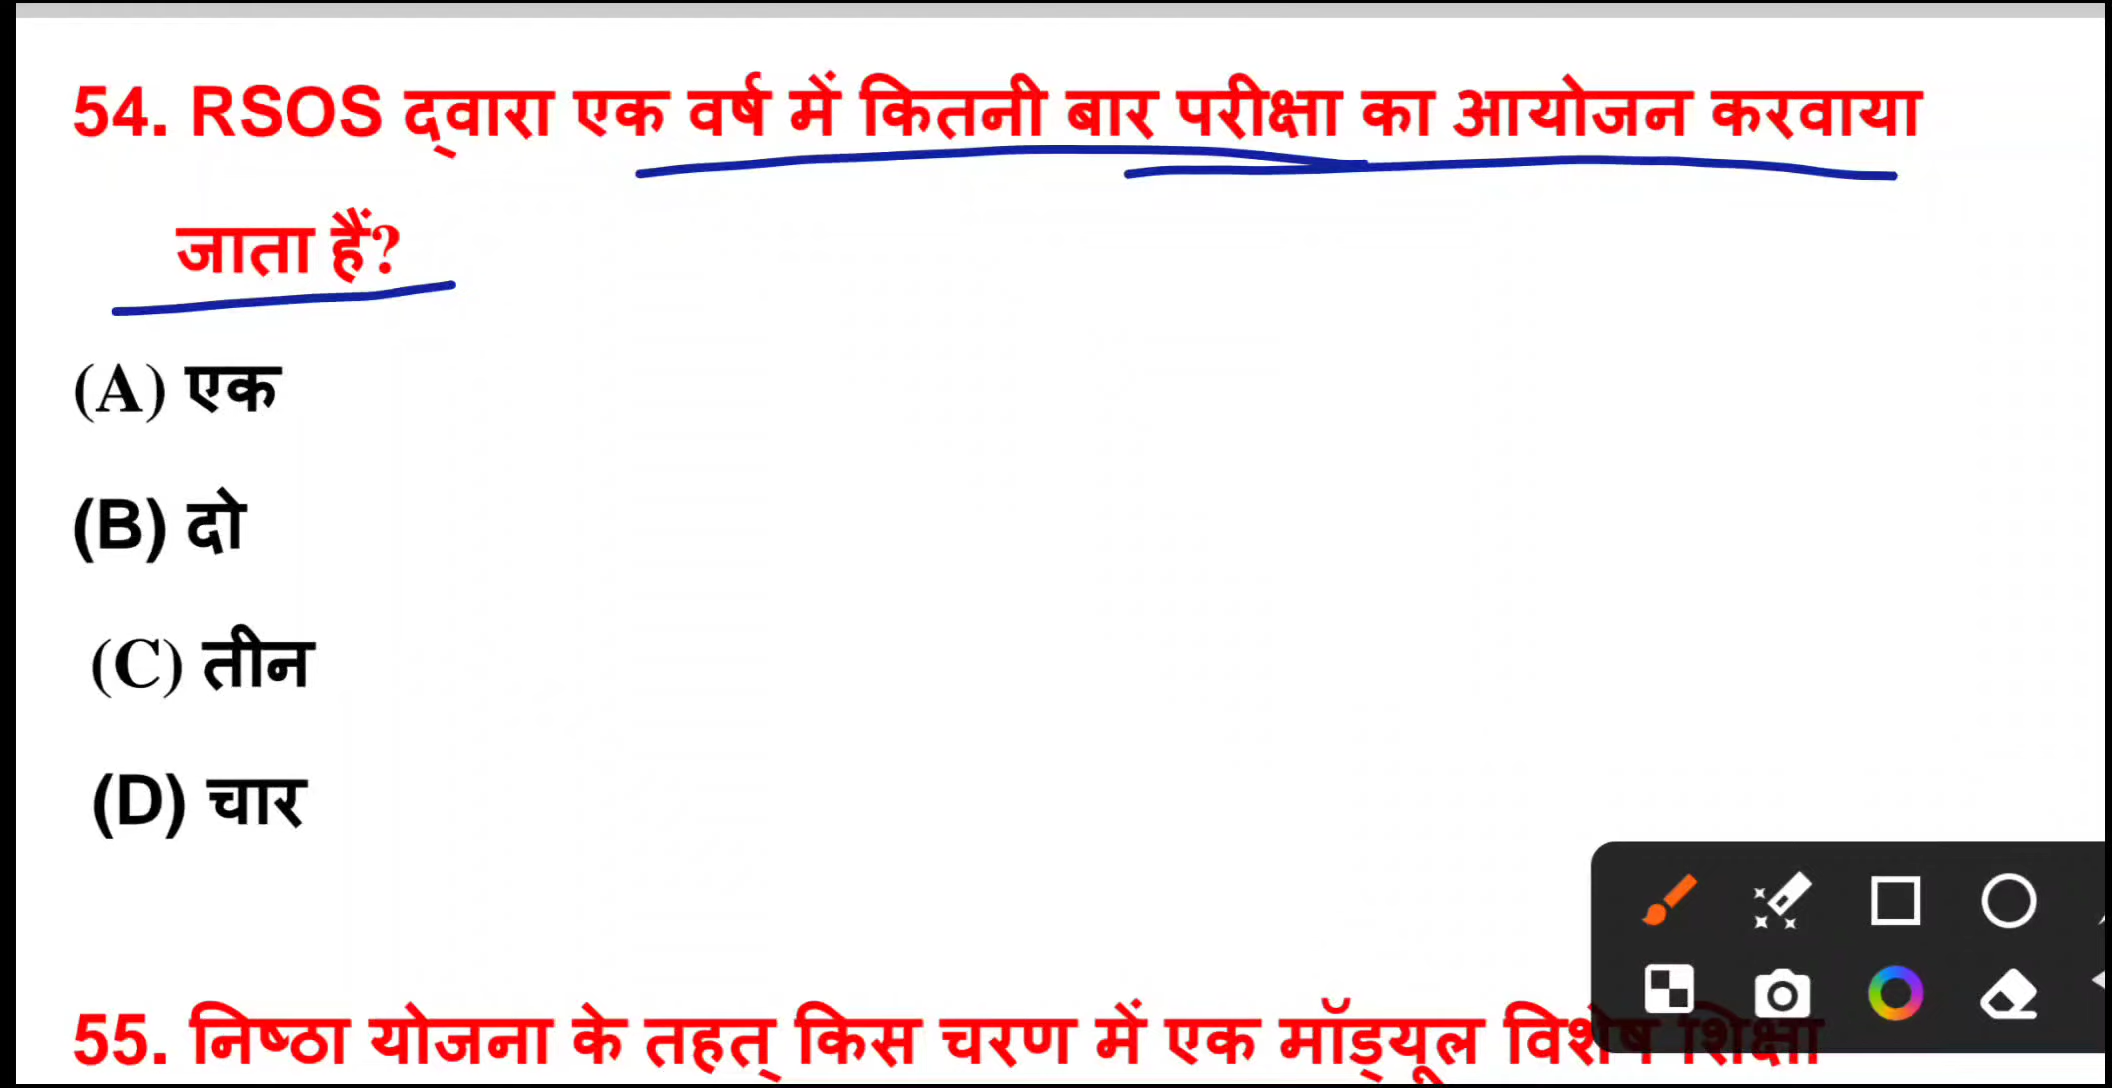 54. RSOS द्वारा एक वर्ष में कितनी बार परीक्षा का आयोजन करवाया
जाता हैं?
(A) एक
(B) दो
(C) तीन
(D) चार
55. निष्ठा योजना के तहत् किस चरण में एक मॉड्यूल विशेष शिक्षा